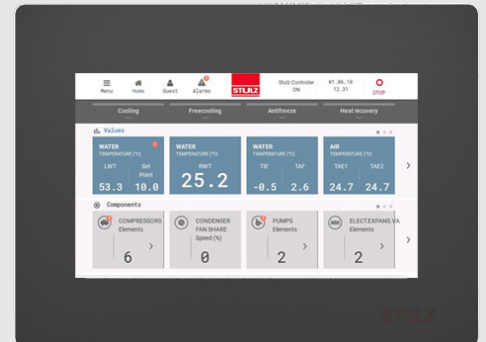 Menu Home Guest Alarms STULZ Stulz Controller ON 01.06.18 12.31 STOP
Cooling Freecooling Antifreeze Heat recovery
Values
WATER
TEMPERATURE (°C)
LWT Set Point
53.3 10.0
WATER
TEMPERATURE (°C)
RWT
25.2
WATER
TEMPERATURE (°C)
TIE TAF
-0.5 2.6
AIR
TEMPERATURE (°C)
TAE1 TAE2
24.7 24.7
Components
COMPRESSORS
Elements
6
CONDENSER
FAN SHARE
Speed (%)
0
PUMPS
Elements
2
ELECT.EXPANS.VA
Elements
2
STULZ